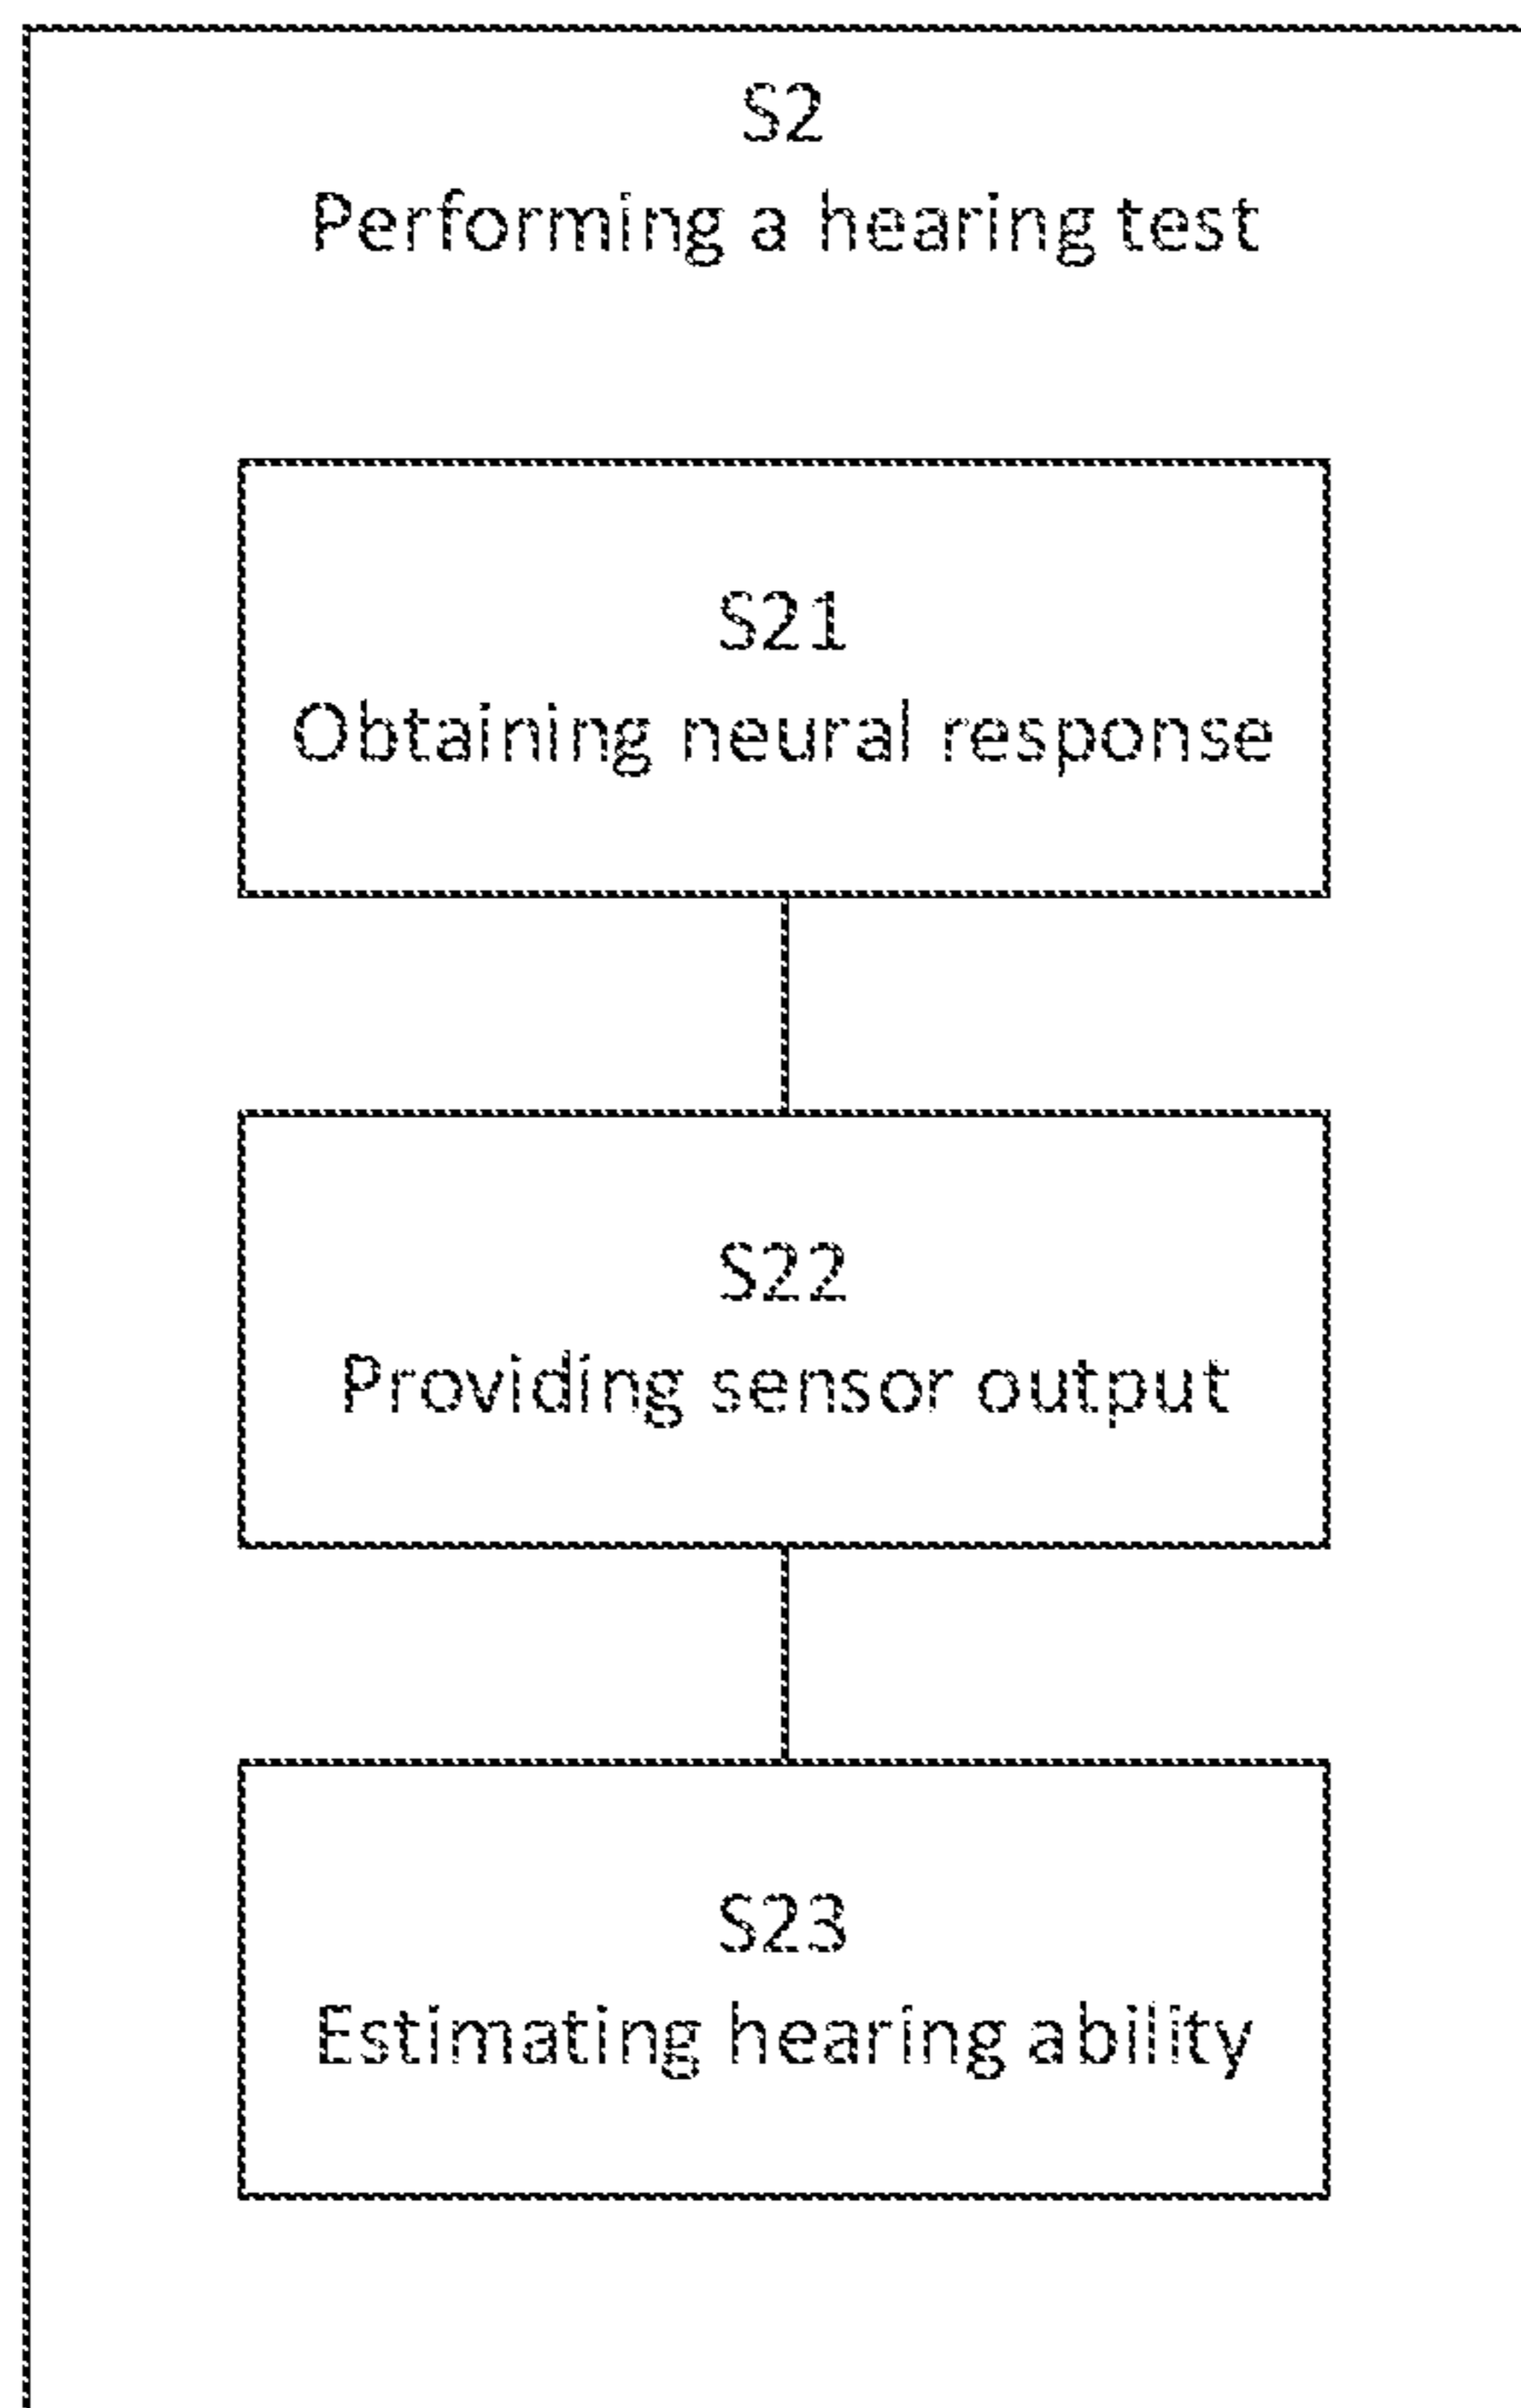 S2
Performing a hearing test
S21
Obtaining neural response
S22
Providing sensor output
S23
Estimating hearing ability